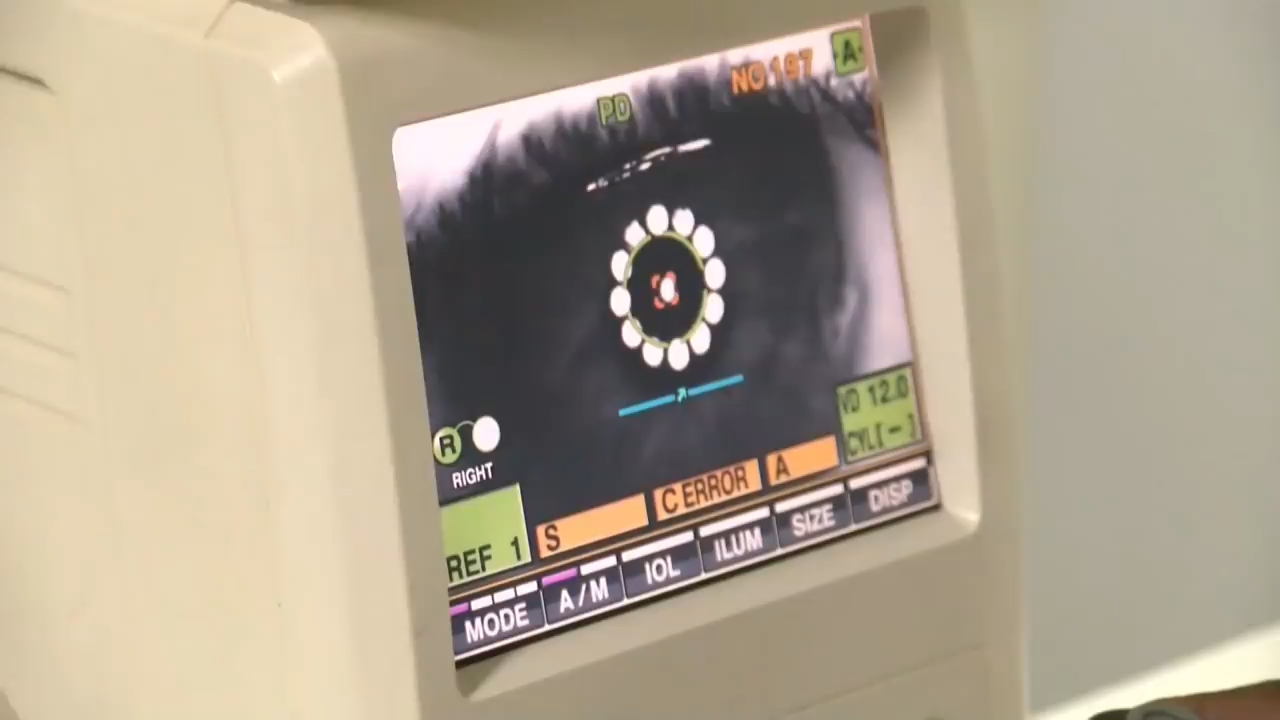 PD
NO 197
A
R
RIGHT
VD 12.0
CYL[-]
REF 1
S
C ERROR
A
MODE
A/M
IOL
ILUM
SIZE
DISP